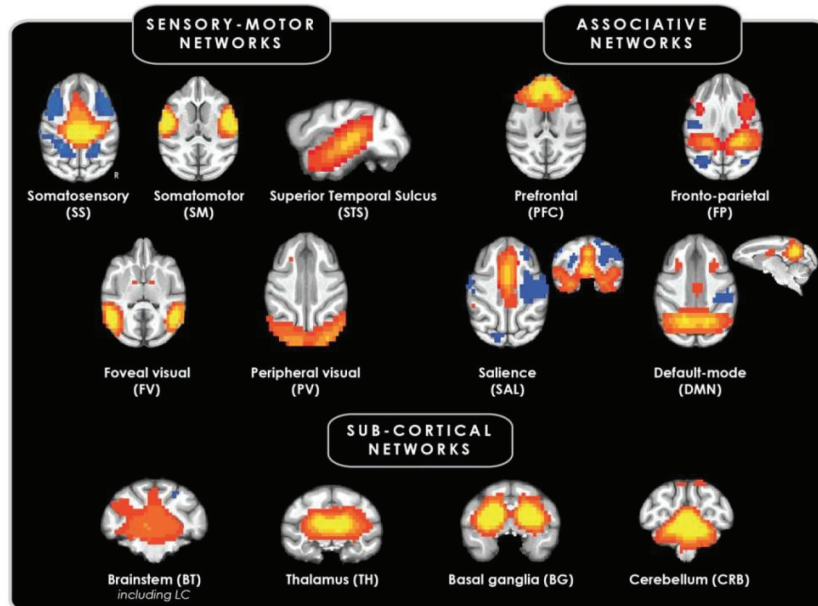 SENSORY-MOTOR
NETWORKS
ASSOCIATIVE
NETWORKS
R
Somatosensory
(SS)
Somatomotor
(SM)
Superior Temporal Sulcus
(STS)
Prefrontal
(PFC)
Fronto-parietal
(FP)
Foveal visual
(FV)
Peripheral visual
(PV)
Salience
(SAL)
Default-mode
(DMN)
SUB-CORTICAL
NETWORKS
Brainstem (BT)
including LC
Thalamus (TH)
Basal ganglia (BG)
Cerebellum (CRB)